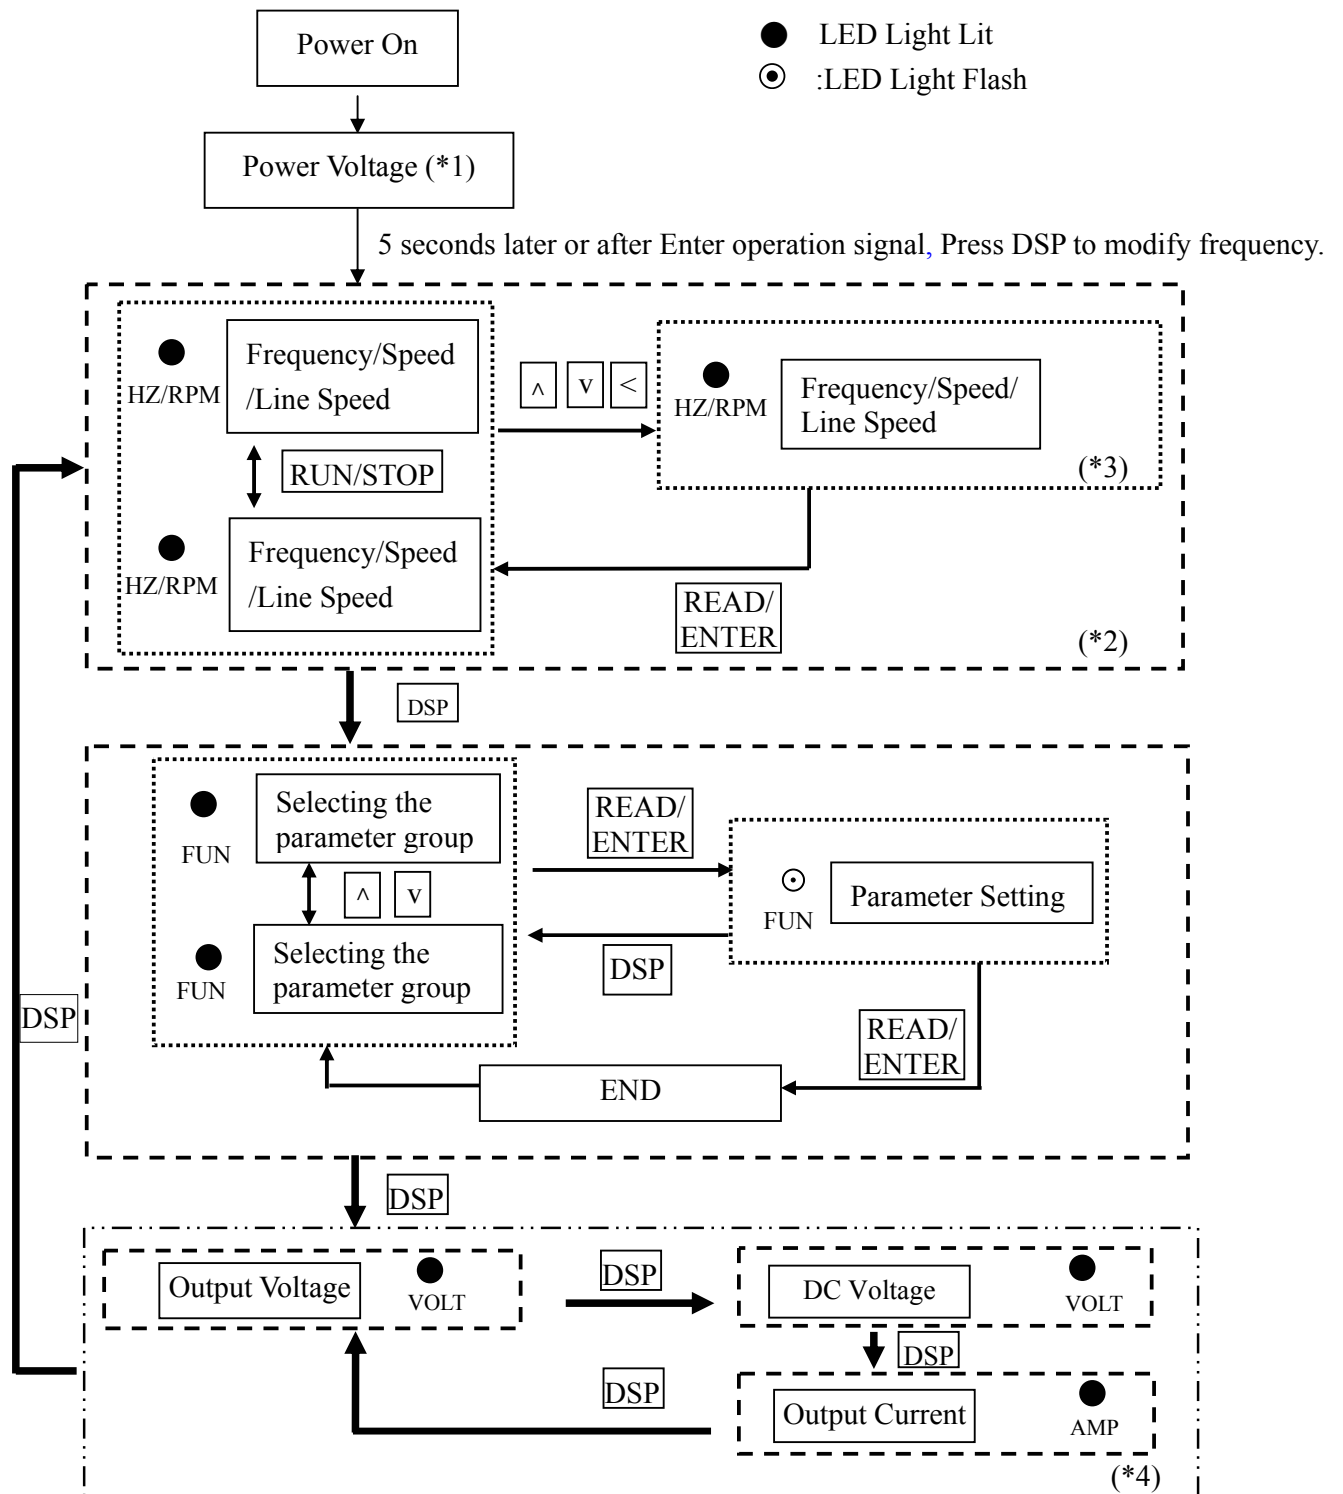 Power On
LED Light Lit
:LED Light Flash
Power Voltage (*1)
5 seconds later or after Enter operation signal, Press DSP to modify frequency.
HZ/RPM
Frequency/Speed
/Line Speed
^ v <
HZ/RPM
Frequency/Speed/
Line Speed
(*3)
RUN/STOP
HZ/RPM
Frequency/Speed
/Line Speed
READ/
ENTER
(*2)
DSP
FUN
Selecting the
parameter group
READ/
ENTER
^ v
FUN
Parameter Setting
FUN
Selecting the
parameter group
DSP
DSP
READ/
ENTER
END
DSP
Output Voltage
VOLT
DSP
DC Voltage
VOLT
DSP
DSP
Output Current
AMP
(*4)